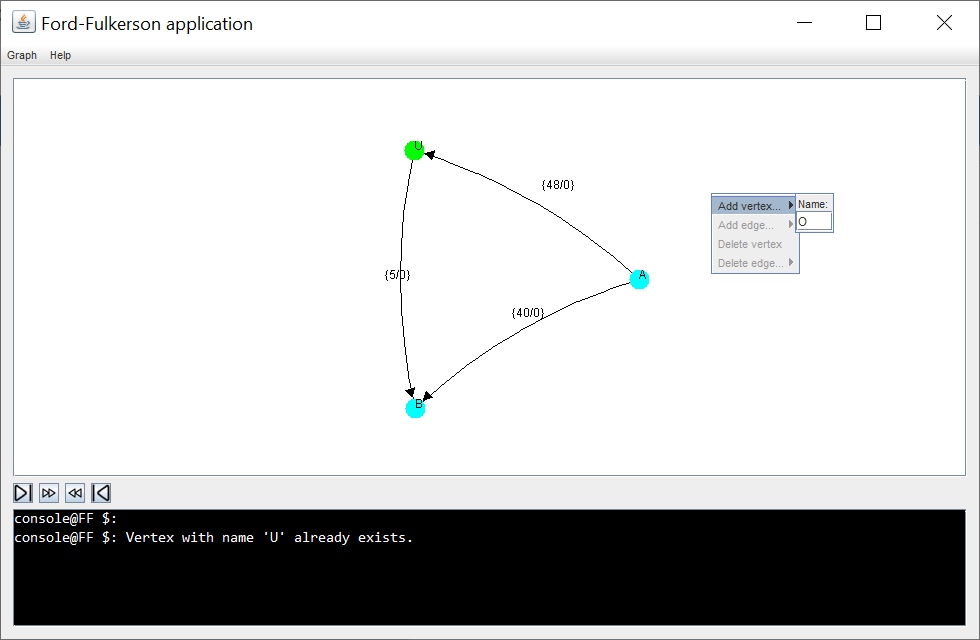 Ford-Fulkerson application
Graph Help
U
{48/0}
Add vertex... Name:
O
Add edge...
Delete vertex
Delete edge...
{5/0}
A
{40/0}
B
console@FF $:
console@FF $: Vertex with name 'U' already exists.